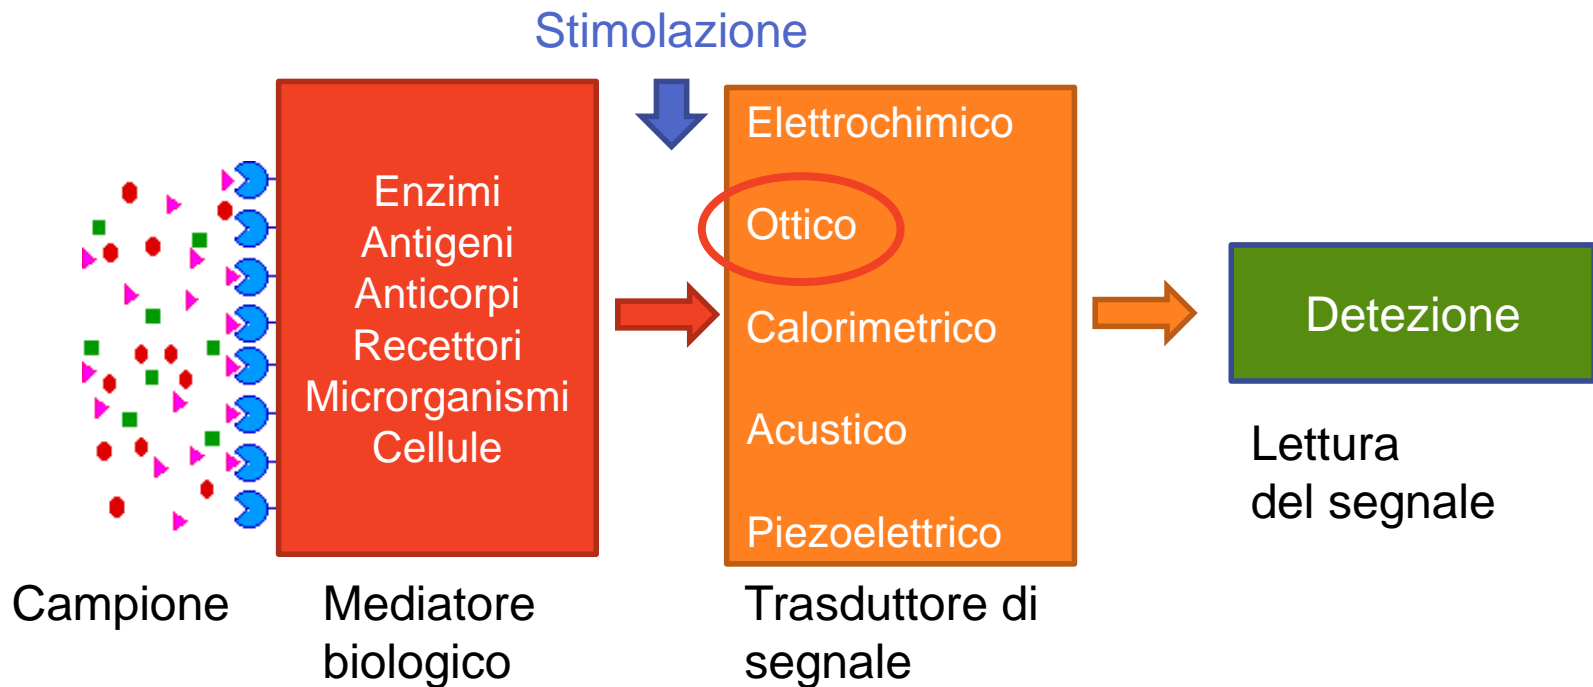 Stimolazione
Enzimi
Antigeni
Anticorpi
Recettori
Microrganismi
Cellule
Elettrochimico
Ottico
Calorimetrico
Acustico
Piezoelettrico
Detezione
Lettura
del segnale
Campione
Mediatore
biologico
Trasduttore di
segnale